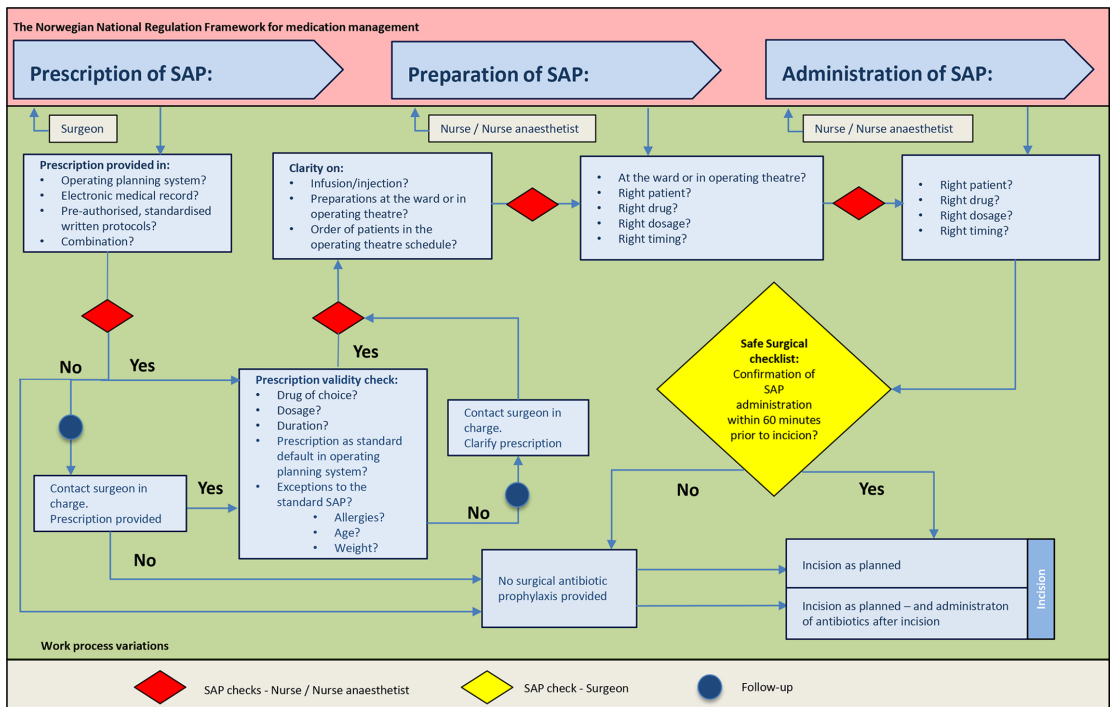 The Norwegian National Regulation Framework for medication management
Prescription of SAP:
Preparation of SAP:
Administration of SAP:
Surgeon
Nurse / Nurse anaesthetist
Nurse / Nurse anaesthetist
Prescription provided in:
• Operating planning system?
• Electronic medical record?
• Pre-authorised, standardised
written protocols?
• Combination?
Clarity on:
• Infusion/injection?
• Preparations at the ward or in
operating theatre?
• Order of patients in the
operating theatre schedule?
• At the ward or in operating theatre?
• Right patient?
• Right drug?
• Right dosage?
• Right timing?
• Right patient?
• Right drug?
• Right dosage?
• Right timing?
No
Yes
Yes
Prescription validity check:
• Drug of choice?
• Dosage?
• Duration?
• Prescription as standard
default in operating
planning system?
• Exceptions to the
standard SAP?
• Allergies?
• Age?
• Weight?
Contact surgeon in
charge.
Clarify prescription
Safe Surgical
checklist:
Confirmation of
SAP
administration
within 60 minutes
prior to incicion?
Contact surgeon in
charge.
Prescription provided
Yes
No
No
No
Yes
No surgical antibiotic
prophylaxis provided
Incision as planned
Incision as planned – and administraton
of antibiotics after incision
Incision
Work process variations
SAP checks - Nurse / Nurse anaesthetist
SAP check - Surgeon
Follow-up